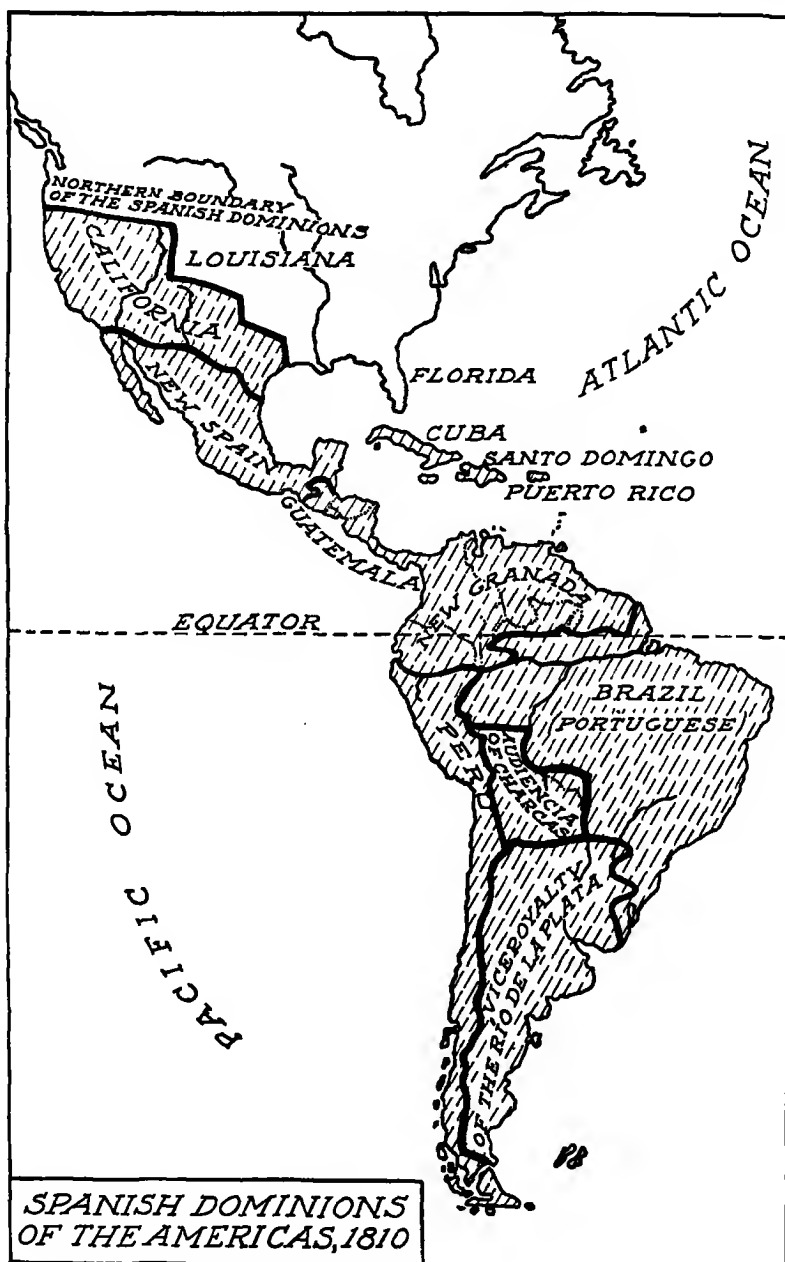 NORTHERN BOUNDARY
OF THE SPANISH DOMINIONS
LOUISIANA
CALIFORNIA
ATLANTIC OCEAN
FLORIDA
NEW SPAIN
CUBA
SANTO DOMINGO
PUERTO RICO
GUATEMALA
NEW GRANADA
EQUATOR
BRAZIL
PORTUGUESE
PACIFIC OCEAN
PERU
AUDIENCIA
OF CHARCAS
VICEROYALTY
OF THE RIO DE LA PLATA
SPANISH DOMINIONS
OF THE AMERICAS, 1810